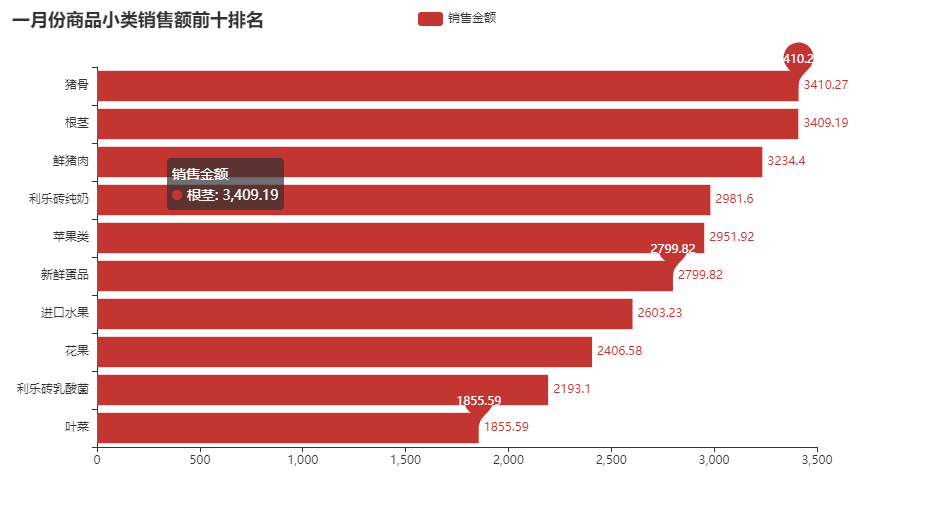 一月份商品小类销售额前十排名
销售金额
410.2
猪骨
3410.27
根茎
3409.19
鲜猪肉
3234.4
销售金额
根茎: 3,409.19
利乐砖纯奶
2981.6
苹果类
2951.92
2799.82
新鲜蛋品
2799.82
进口水果
2603.23
花果
2406.58
利乐砖乳酸菌
2193.1
1855.59
叶菜
1855.59
0 500 1,000 1,500 2,000 2,500 3,000 3,500